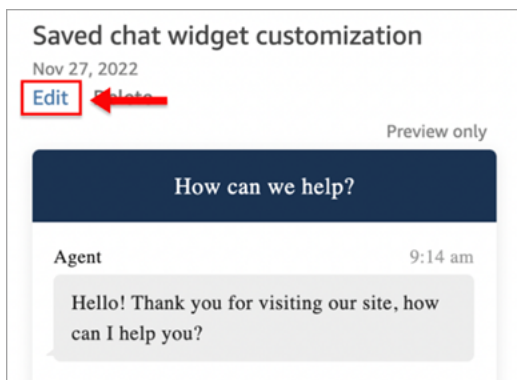 Saved chat widget customization
Nov 27, 2022
Edit Delete
Preview only
How can we help?
Agent 9:14 am
Hello! Thank you for visiting our site, how
can I help you?